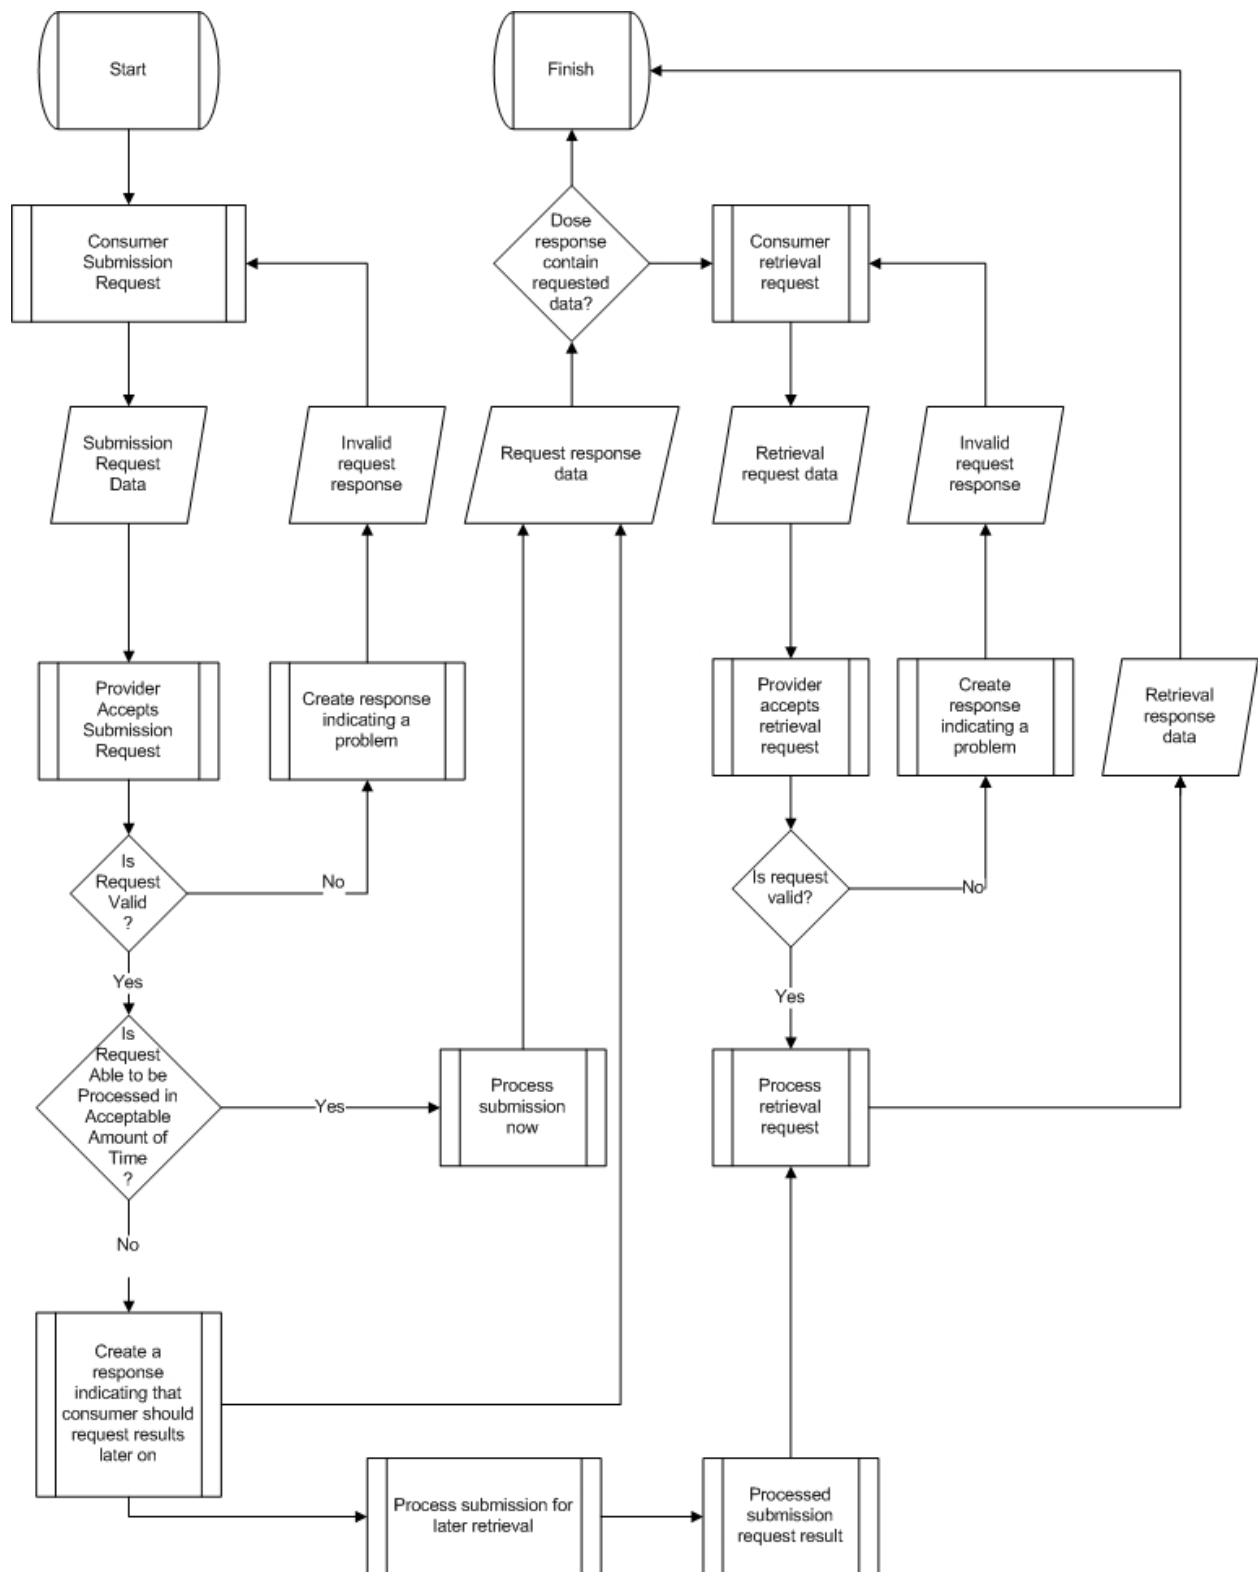 Start
Finish
Consumer
Submission
Request
Dose
response
contain
requested
data?
Consumer
retrieval
request
Submission
Request
Data
Invalid
request
response
Request response
data
Retrieval
request data
Invalid
request
response
Provider
Accepts
Submission
Request
Create response
indicating a
problem
Provider
accepts
retrieval
request
Create
response
indicating a
problem
Retrieval
response
data
Is
Request
Valid
?
No
Is request
valid?
No
Yes
Yes
Is
Request
Able to be
Processed in
Acceptable
Amount of
Time
?
Yes
Process
submission
now
Process
retrieval
request
No
Create a
response
indicating that
consumer should
request results
later on
Process submission for
later retrieval
Processed
submission
request result